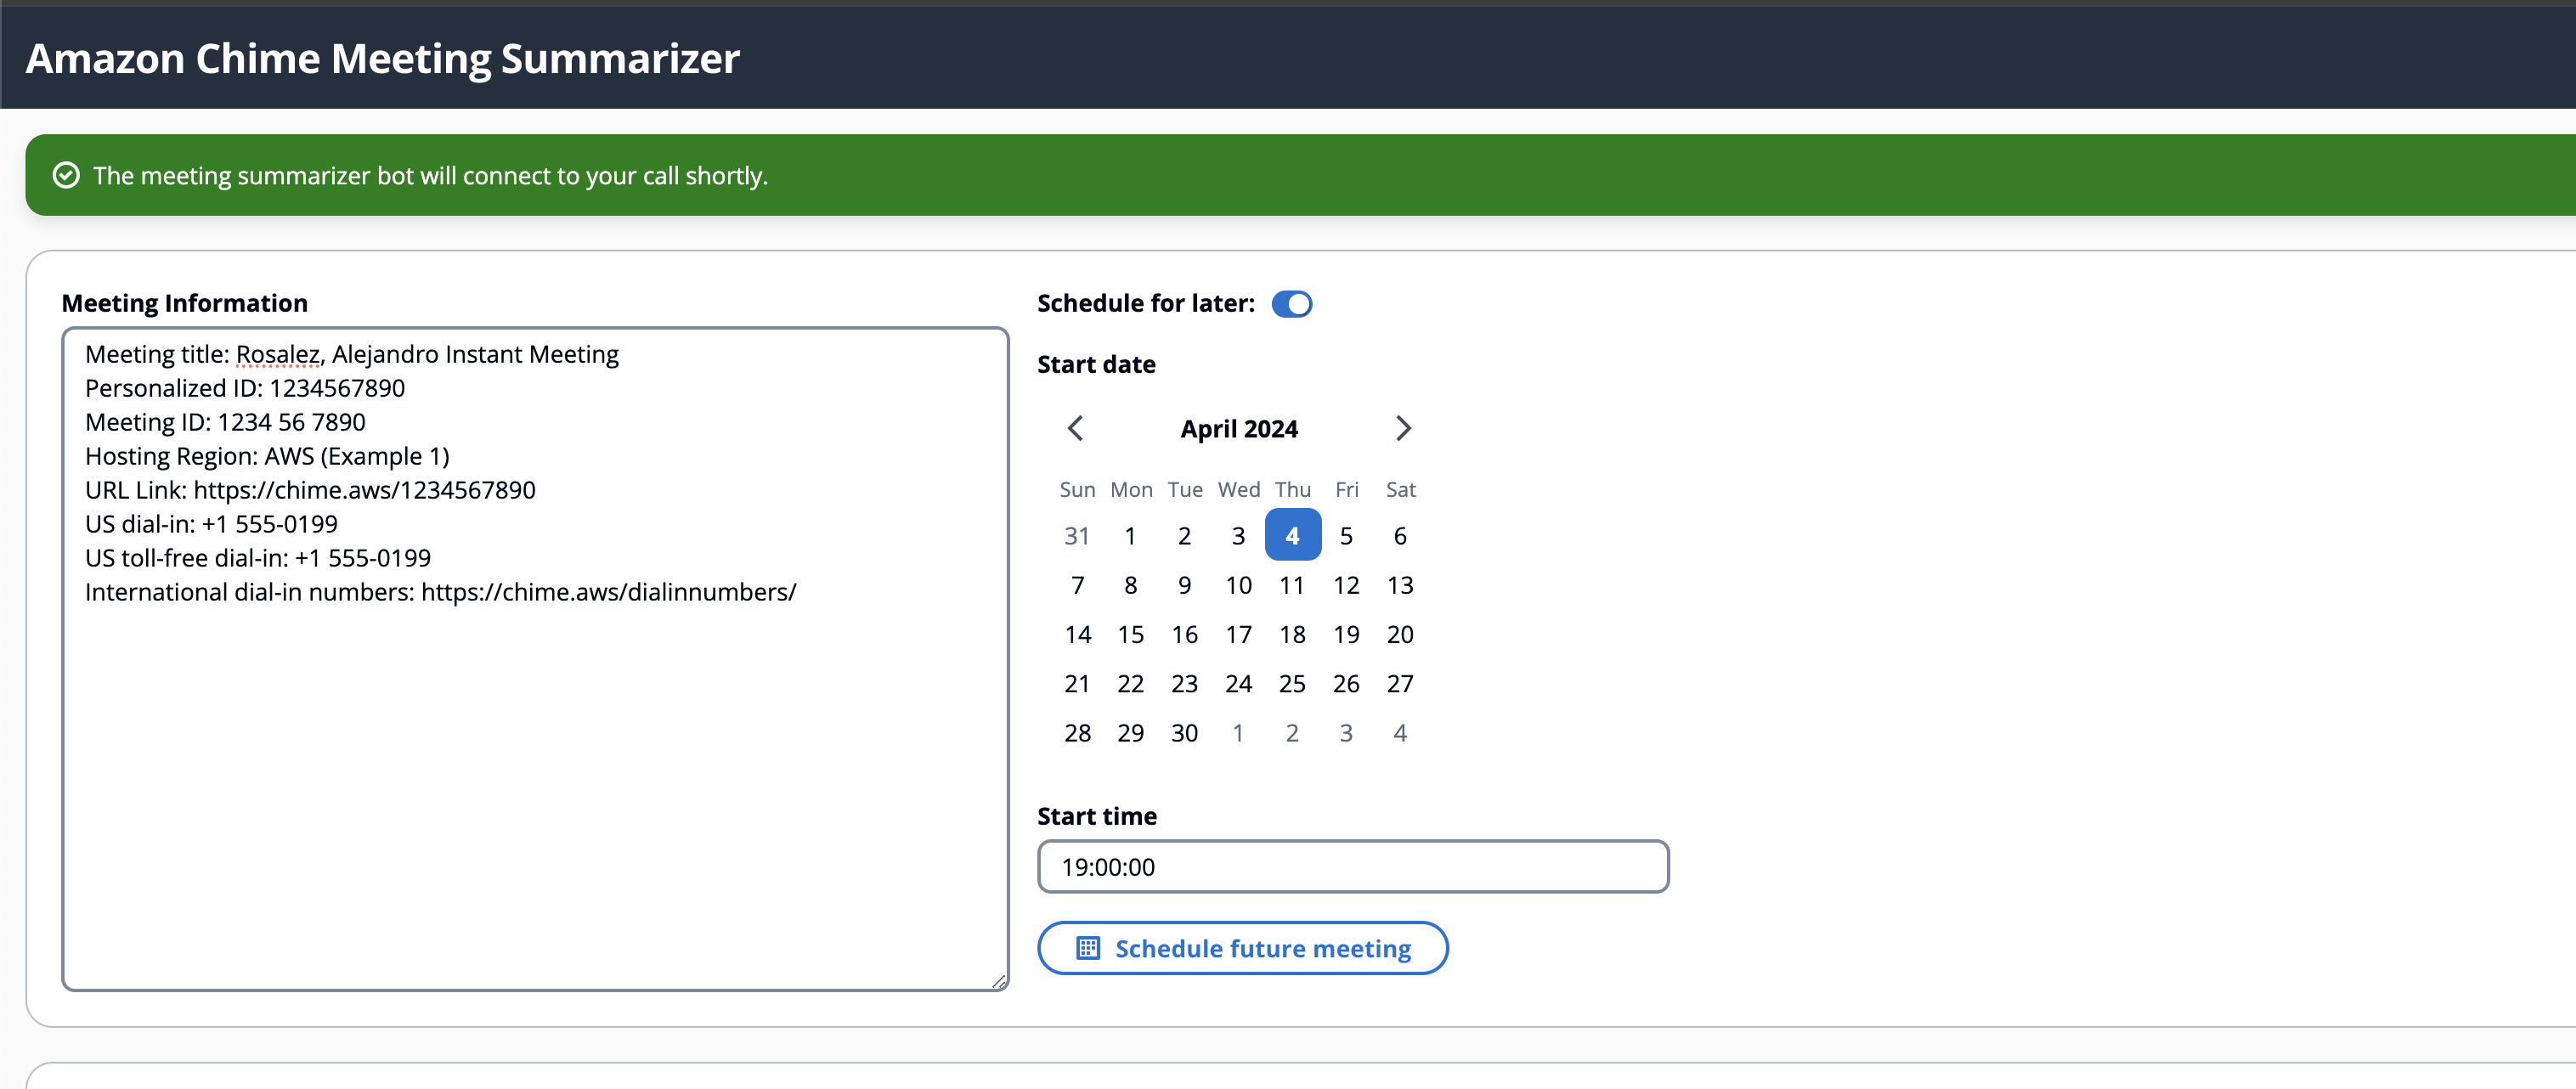 Amazon Chime Meeting Summarizer
The meeting summarizer bot will connect to your call shortly.
Meeting Information
Meeting title: Rosalez, Alejandro Instant Meeting
Personalized ID: 1234567890
Meeting ID: 1234 56 7890
Hosting Region: AWS (Example 1)
URL Link: https://chime.aws/1234567890
US dial-in: +1 555-0199
US toll-free dial-in: +1 555-0199
International dial-in numbers: https://chime.aws/dialinnumbers/
Schedule for later:
Start date
April 2024
Sun Mon Tue Wed Thu Fri Sat
31 1 2 3 4 5 6
7 8 9 10 11 12 13
14 15 16 17 18 19 20
21 22 23 24 25 26 27
28 29 30 1 2 3 4
Start time
19:00:00
Schedule future meeting